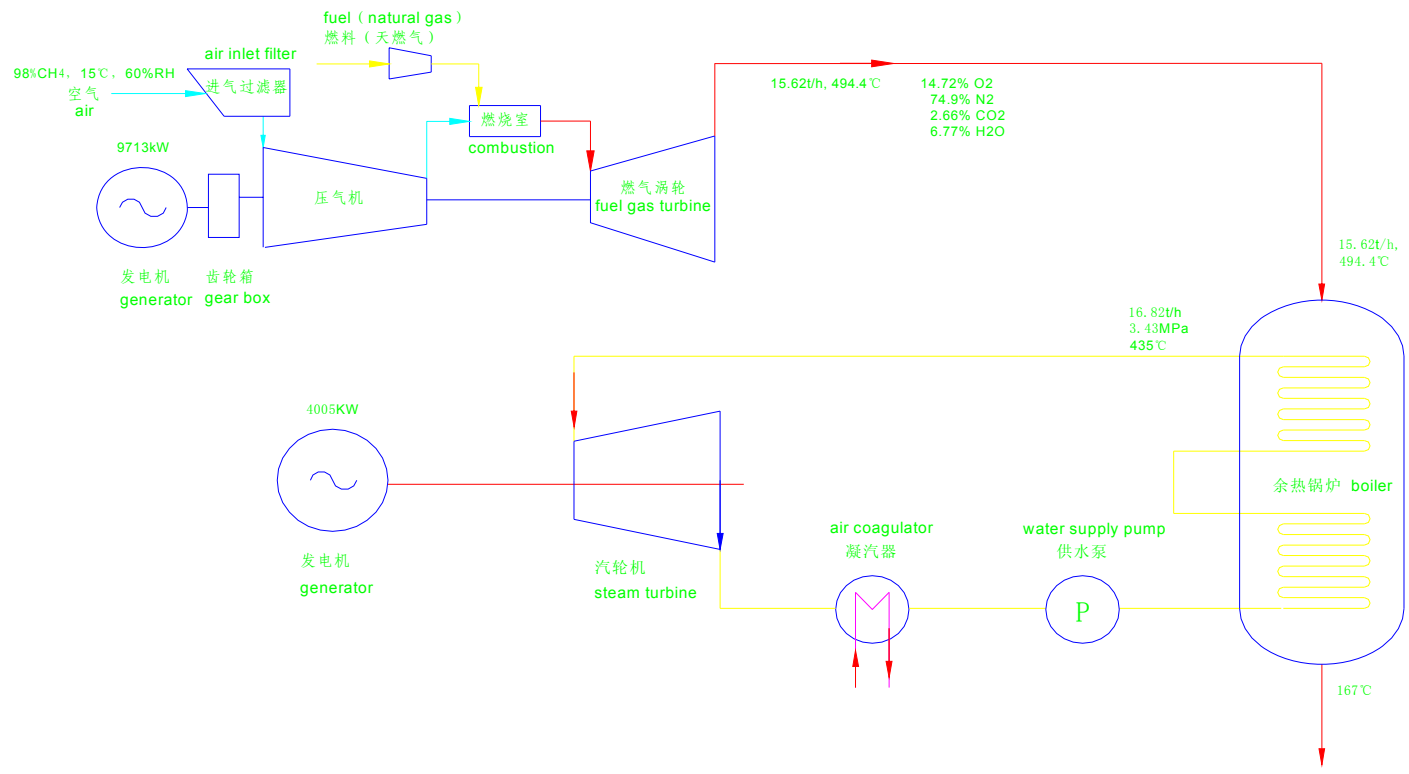 fuel（natural gas）
燃料（天燃气）
air inlet filter
98%CH4，15℃，60%RH
空气
air
进气过滤器
燃烧室
combustion
15.62t/h, 494.4℃
14.72% O2
74.9% N2
2.66% CO2
6.77% H2O
9713kW
压气机
燃气涡轮
fuel gas turbine
发电机
generator
齿轮箱
gear box
15.62t/h,
494.4℃
16.82t/h
3.43MPa
435℃
4005KW
余热锅炉 boiler
发电机
generator
汽轮机
steam turbine
air coagulator
凝汽器
water supply pump
供水泵
P
167℃